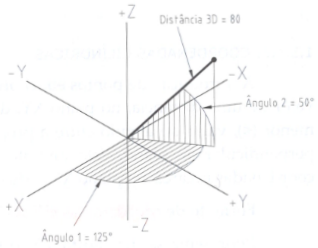 +Z
Distância 3D = 80
-Y
-X
Ângulo 2 = 50°
+X
+Y
-Z
Ângulo 1 = 125°